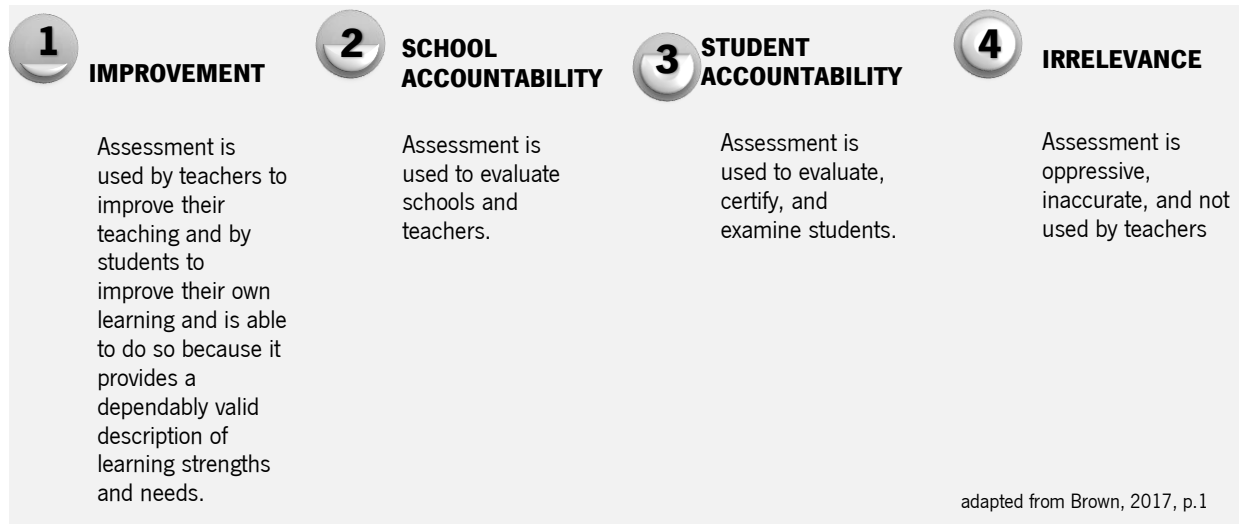 1
IMPROVEMENT
Assessment is
used by teachers to
improve their
teaching and by
students to
improve their own
learning and is able
to do so because it
provides a
dependably valid
description of
learning strengths
and needs.
2
SCHOOL
ACCOUNTABILITY
Assessment is
used to evaluate
schools and
teachers.
3
STUDENT
ACCOUNTABILITY
Assessment is
used to evaluate,
certify, and
examine students.
4
IRRELEVANCE
Assessment is
oppressive,
inaccurate, and not
used by teachers
adapted from Brown, 2017, p.1